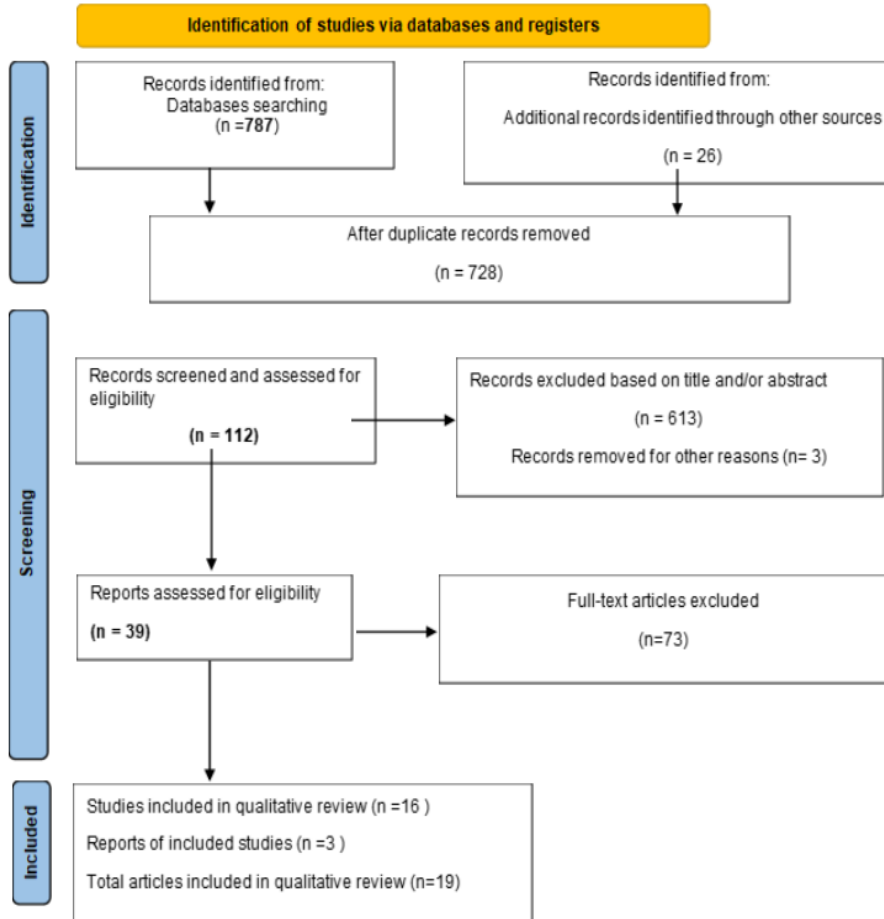 Identification of studies via databases and registers
Identification
Records identified from:
Databases searching
(n =787)
Records identified from:
Additional records identified through other sources
(n = 26)
After duplicate records removed
(n = 728)
Screening
Records screened and assessed for
eligibility
(n = 112)
Records excluded based on title and/or abstract
(n = 613)
Records removed for other reasons (n= 3)
Reports assessed for eligibility
(n = 39)
Full-text articles excluded
(n=73)
Included
Studies included in qualitative review (n =16 )
Reports of included studies (n =3 )
Total articles included in qualitative review (n=19)